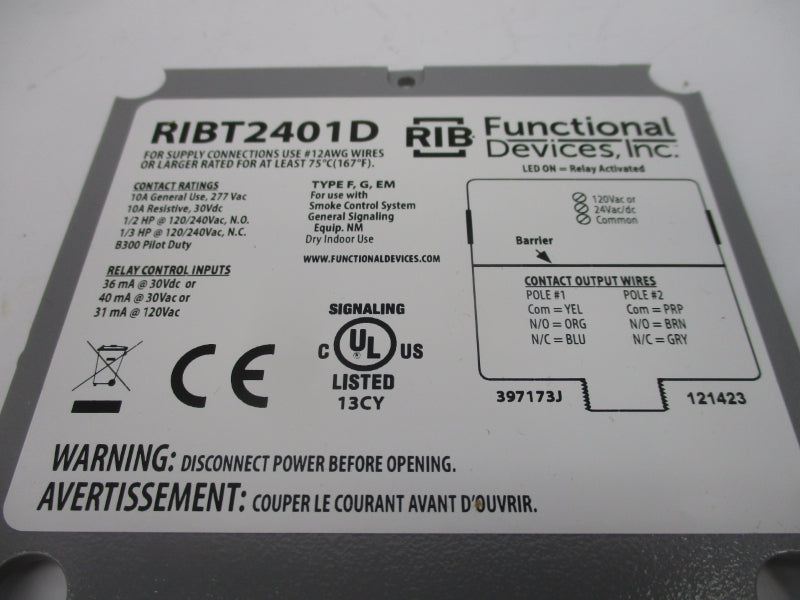 RIBT2401D
FOR SUPPLY CONNECTIONS USE #12AWG WIRES
OR LARGER RATED FOR AT LEAST 75°C(167°F).
RIB
Functional
Devices, Inc.
LED ON = Relay Activated
CONTACT RATINGS
10A General Use, 277 Vac
10A Resistive, 30Vdc
1/2 HP @ 120/240Vac, N.O.
1/3 HP @ 120/240Vac, N.C.
B300 Pilot Duty
RELAY CONTROL INPUTS
36 mA @ 30Vdc or
40 mA @ 30Vac or
31 mA @ 120Vac
TYPE F, G, EM
For use with
Smoke Control System
General Signaling
Equip. NM
Dry Indoor Use
WWW.FUNCTIONALDEVICES.COM
120Vac or
24Vac/dc
Common
Barrier
CONTACT OUTPUT WIRES
POLE #1 POLE #2
Com = YEL Com = PRP
N/O = ORG N/O = BRN
N/C = BLU N/C = GRY
397173J
121423
CE
SIGNALING
C UL US
LISTED
13CY
WARNING: DISCONNECT POWER BEFORE OPENING.
AVERTISSEMENT: COUPER LE COURANT AVANT D'OUVRIR.